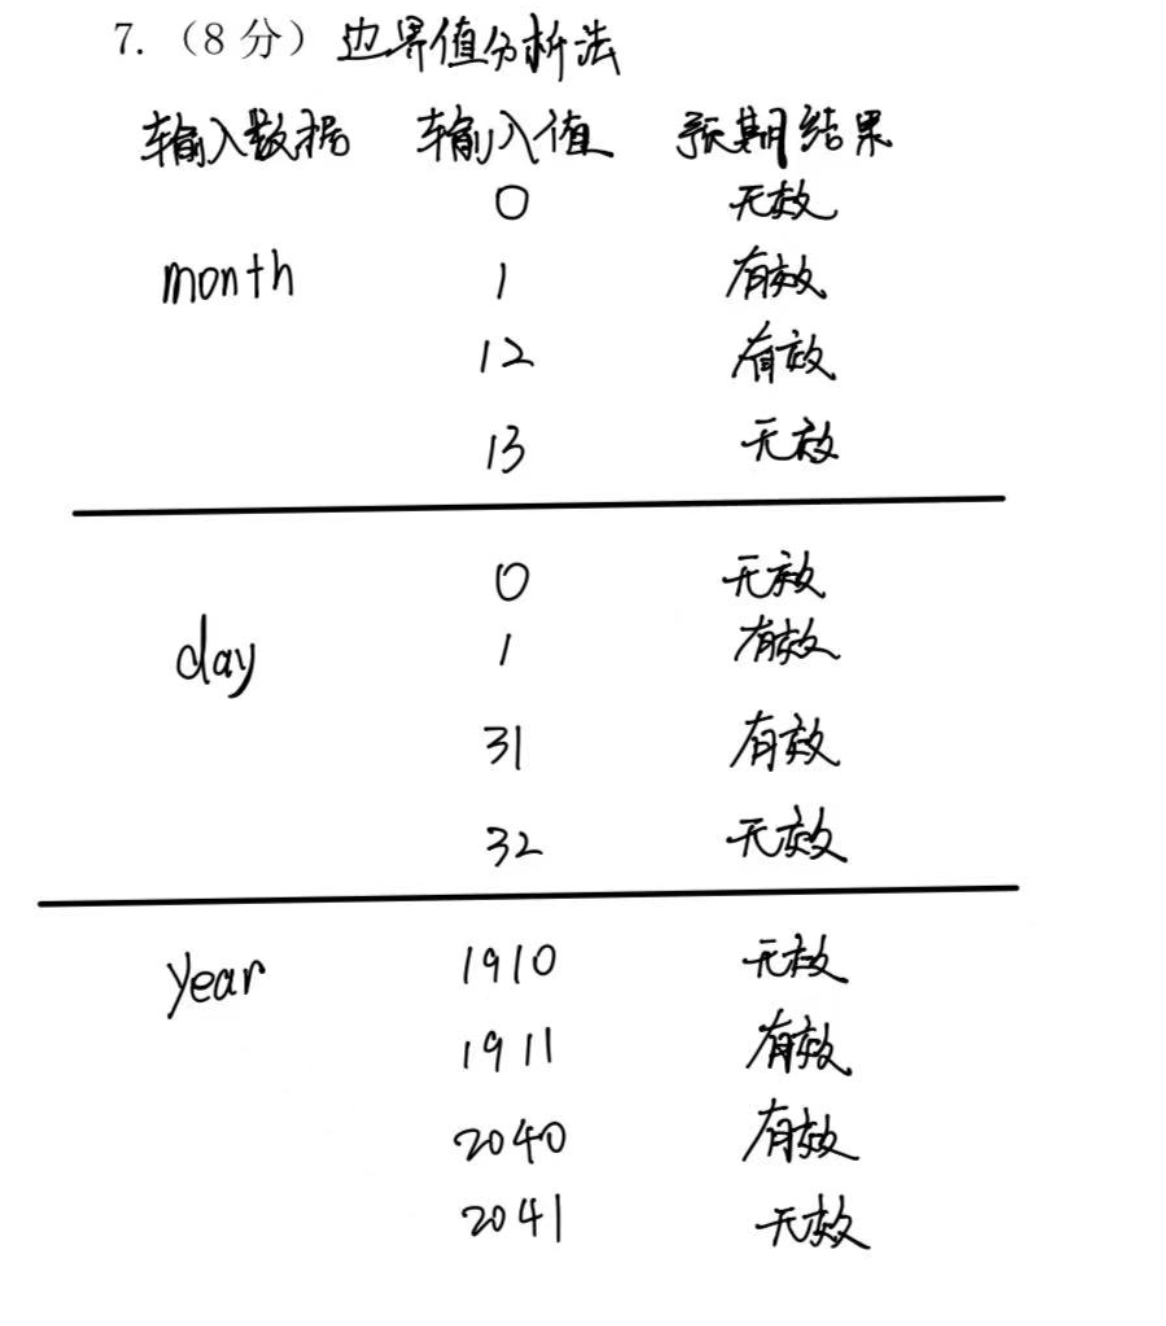 7. （8 分）边界值分析法
输入数据 输入值 预期结果
0 无效
month 1 有效
12 有效
13 无效
0 无效
day 1 有效
31 有效
32 无效
year 1910 无效
1911 有效
2040 有效
2041 无效